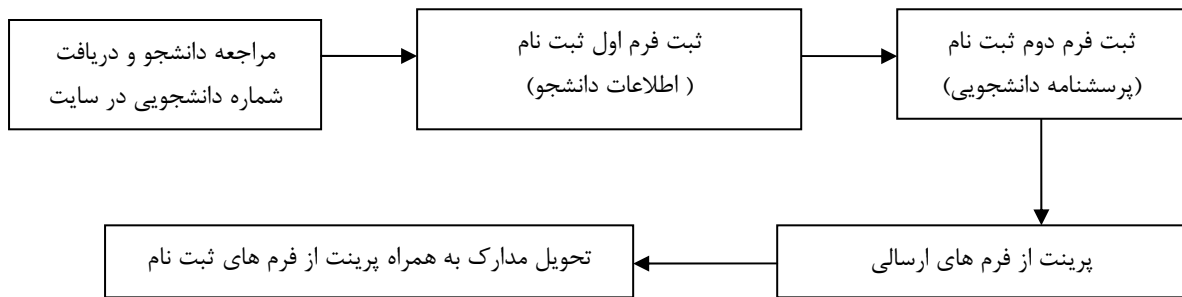 مراجعه دانشجو و دریافت
شماره دانشجویی در سایت
ثبت فرم اول ثبت نام
( اطلاعات دانشجو)
ثبت فرم دوم ثبت نام
(پرسشنامه دانشجویی)
پرینت از فرم های ارسالی
تحویل مدارک به همراه پرینت از فرم های ثبت نام